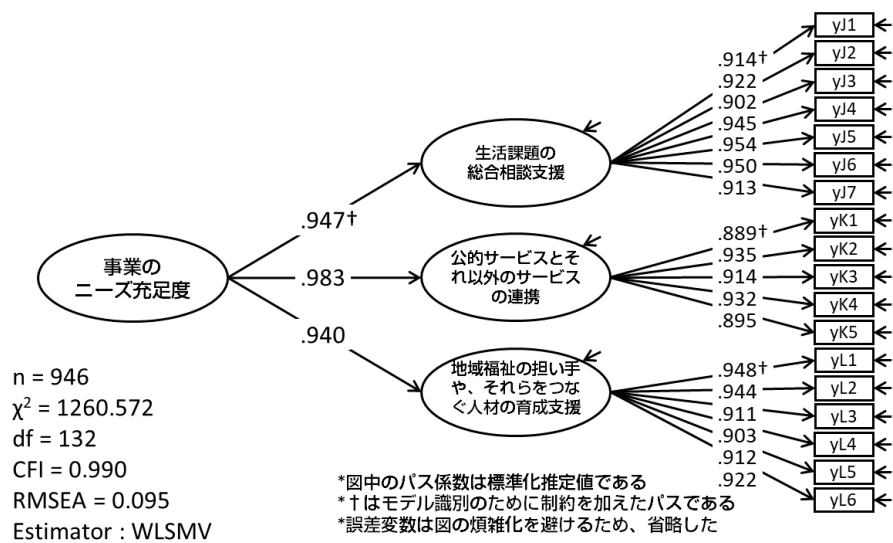 事業の
ニーズ充足度
.947†
.983
.940
生活課題の
総合相談支援
公的サービスとそ
れ以外のサービス
の連携
地域福祉の担い手
や、それらをつな
ぐ人材の育成支援
.914†
.922
.902
.945
.954
.950
.913
.889†
.935
.914
.932
.895
.948†
.944
.911
.903
.912
.922
yJ1
yJ2
yJ3
yJ4
yJ5
yJ6
yJ7
yK1
yK2
yK3
yK4
yK5
yL1
yL2
yL3
yL4
yL5
yL6
n = 946
χ² = 1260.572
df = 132
CFI = 0.990
RMSEA = 0.095
Estimator : WLSMV
*図中のパス係数は標準化推定値である
*†はモデル識別のために制約を加えたパスである
*誤差変数は図の煩雑化を避けるため、省略した